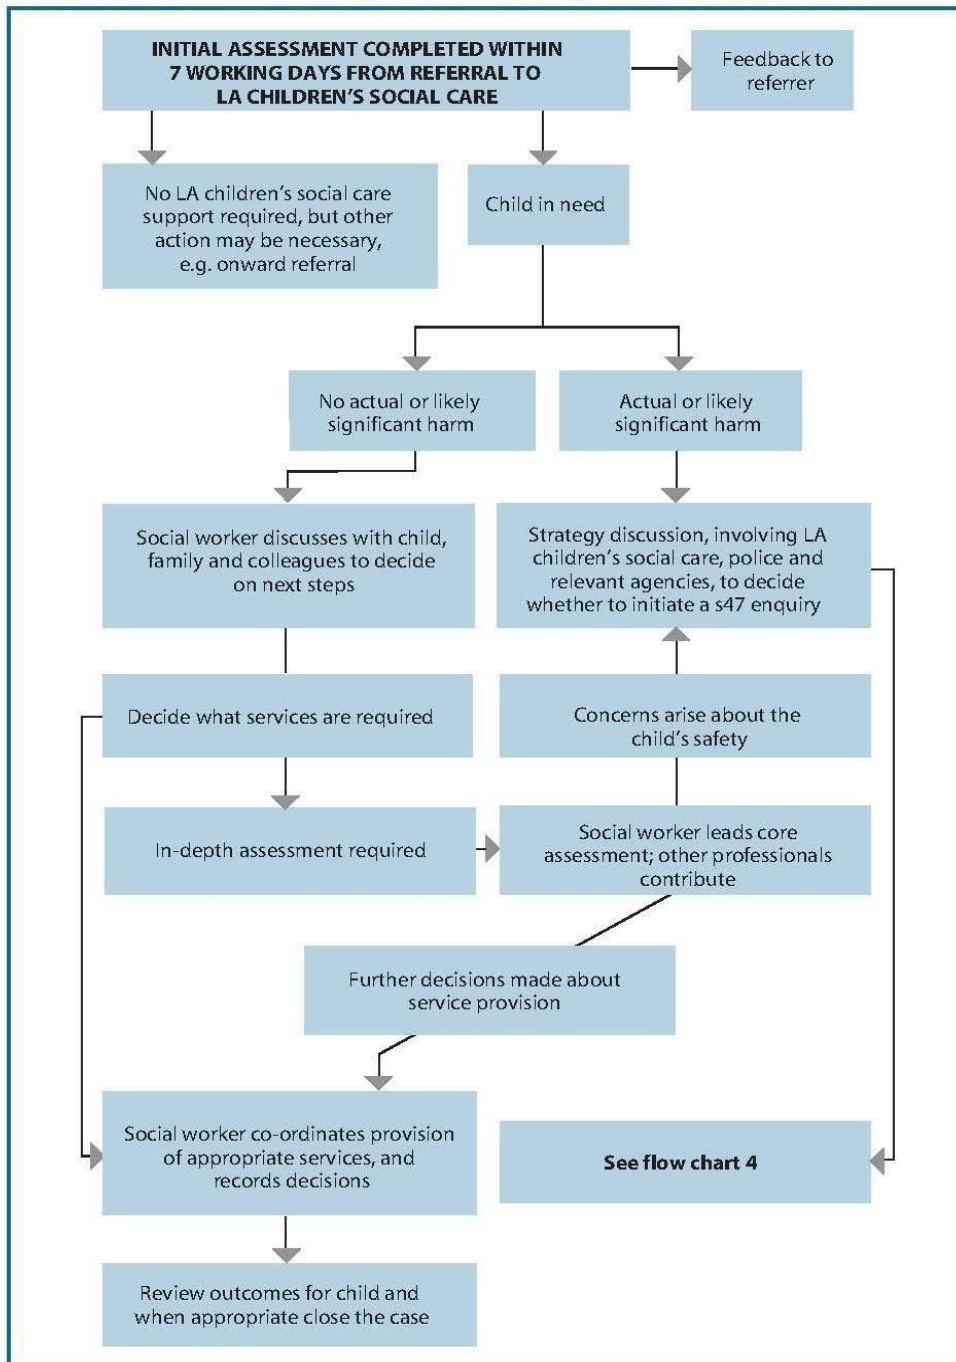 INITIAL ASSESSMENT COMPLETED WITHIN
7 WORKING DAYS FROM REFERRAL TO
LA CHILDREN'S SOCIAL CARE
Feedback to
referrer
No LA children's social care
support required, but other
action may be necessary,
e.g. onward referral
Child in need
No actual or likely
significant harm
Actual or likely
significant harm
Social worker discusses with child,
family and colleagues to decide
on next steps
Strategy discussion, involving LA
children's social care, police and
relevant agencies, to decide
whether to initiate a s47 enquiry
Decide what services are required
Concerns arise about the
child's safety
In-depth assessment required
Social worker leads core
assessment; other professionals
contribute
Further decisions made about
service provision
Social worker co-ordinates provision
of appropriate services, and
records decisions
See flow chart 4
Review outcomes for child and
when appropriate close the case